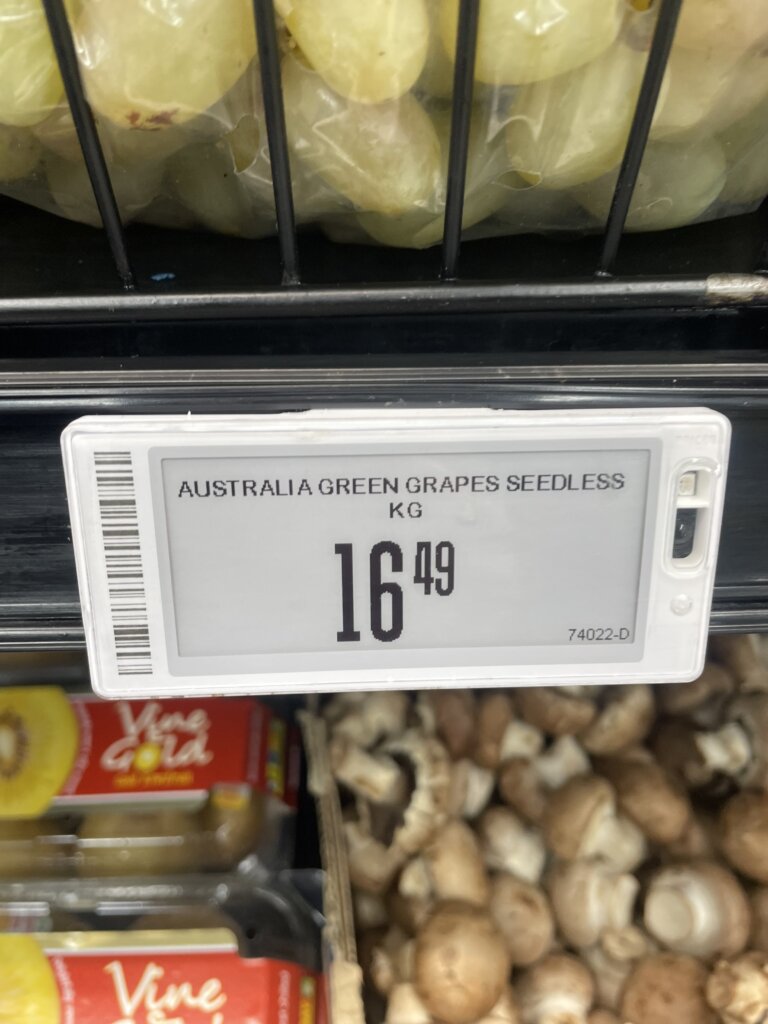 AUSTRALIA GREEN GRAPES SEEDLESS
KG
16 49
74022-D
Vine
Gold
Vine